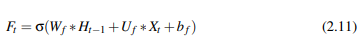 F_t = σ(W_f * H_{t−1} + U_f * X_t + b_f) (2.11)